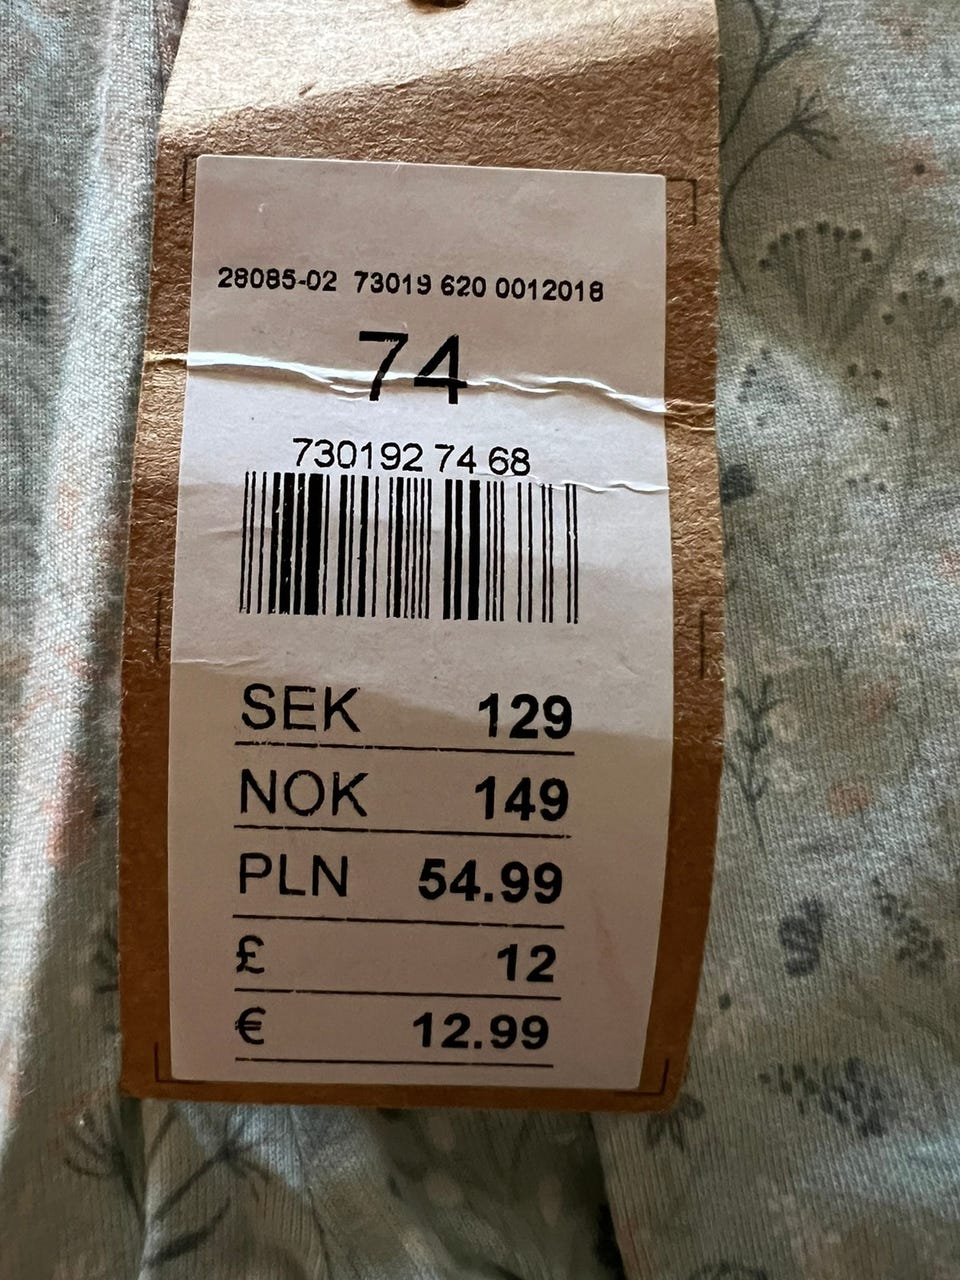 28085-02 73019 620 0012018
74
730192 74 68
SEK 129
NOK 149
PLN 54.99
£ 12
€ 12.99